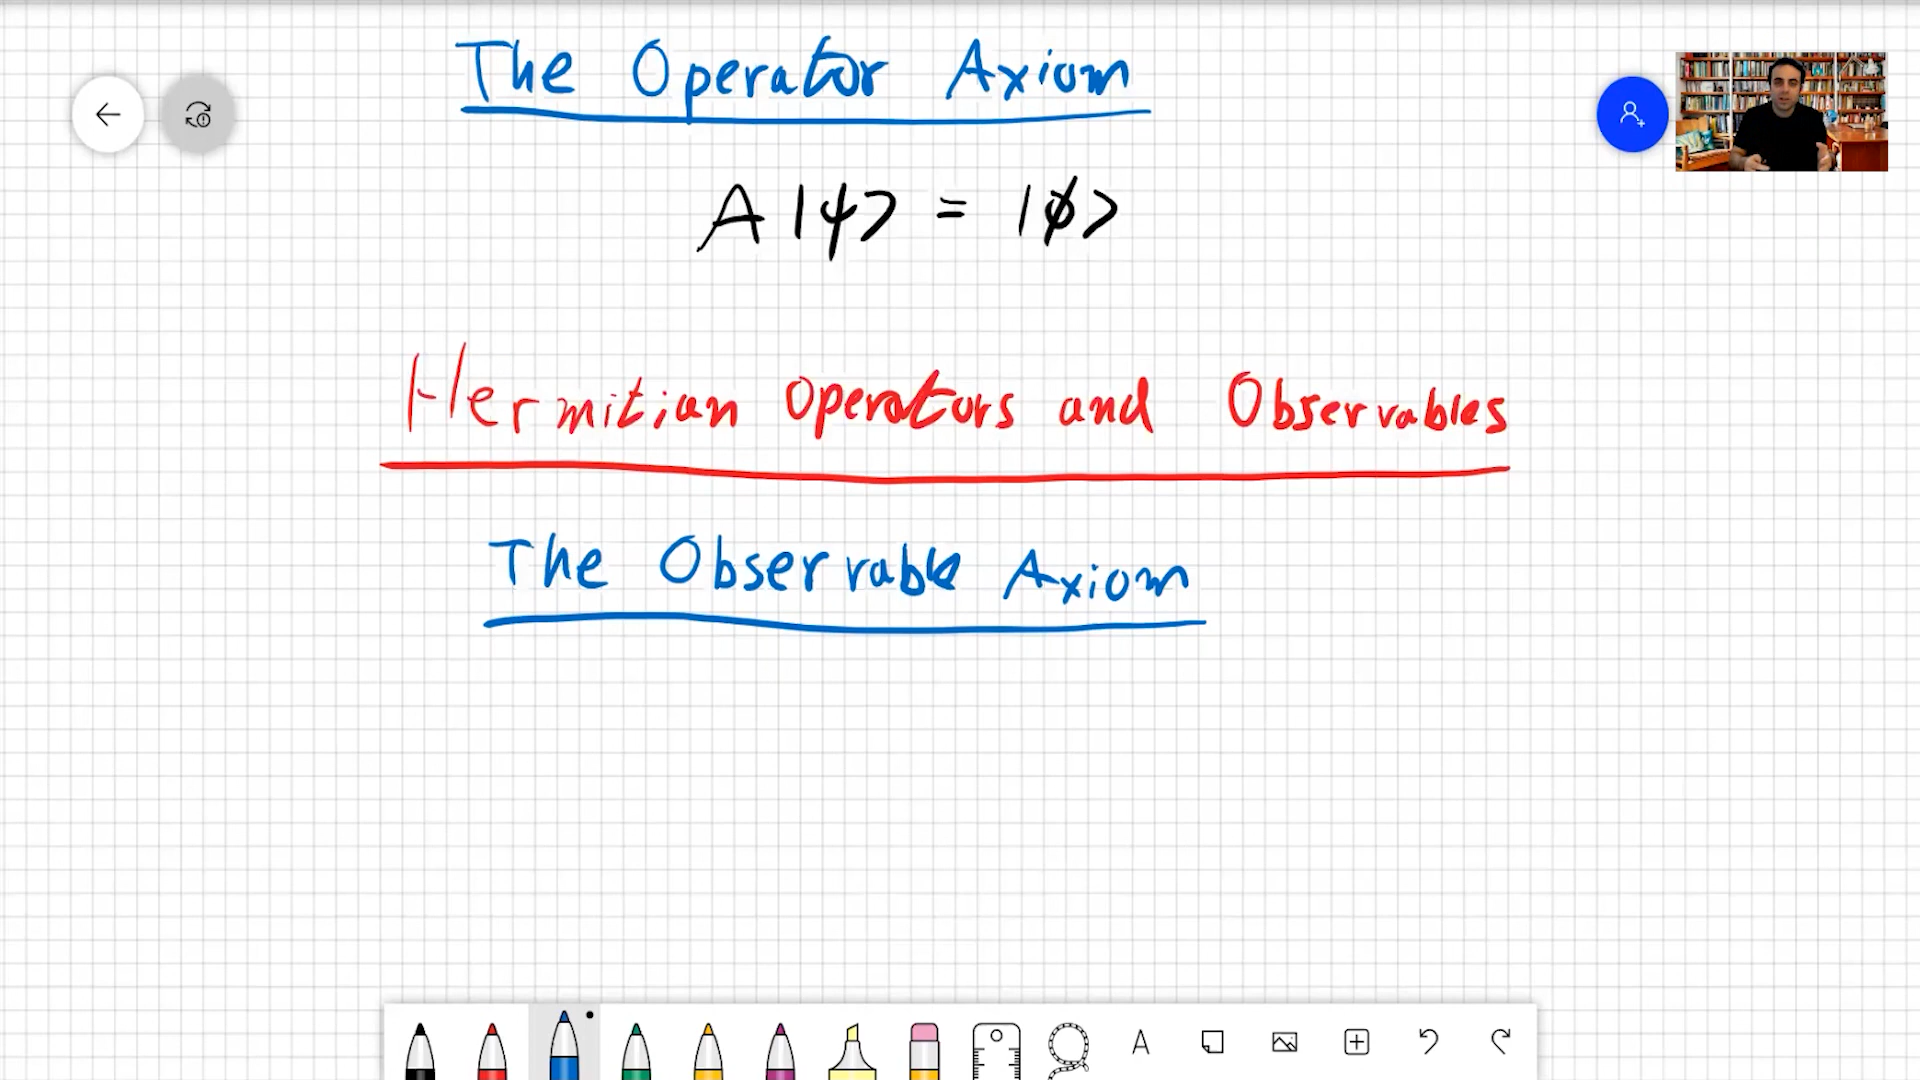 The Operator Axiom
A |ψ> = |ϕ>
Hermitian Operators and Observables
The Observable Axiom
A